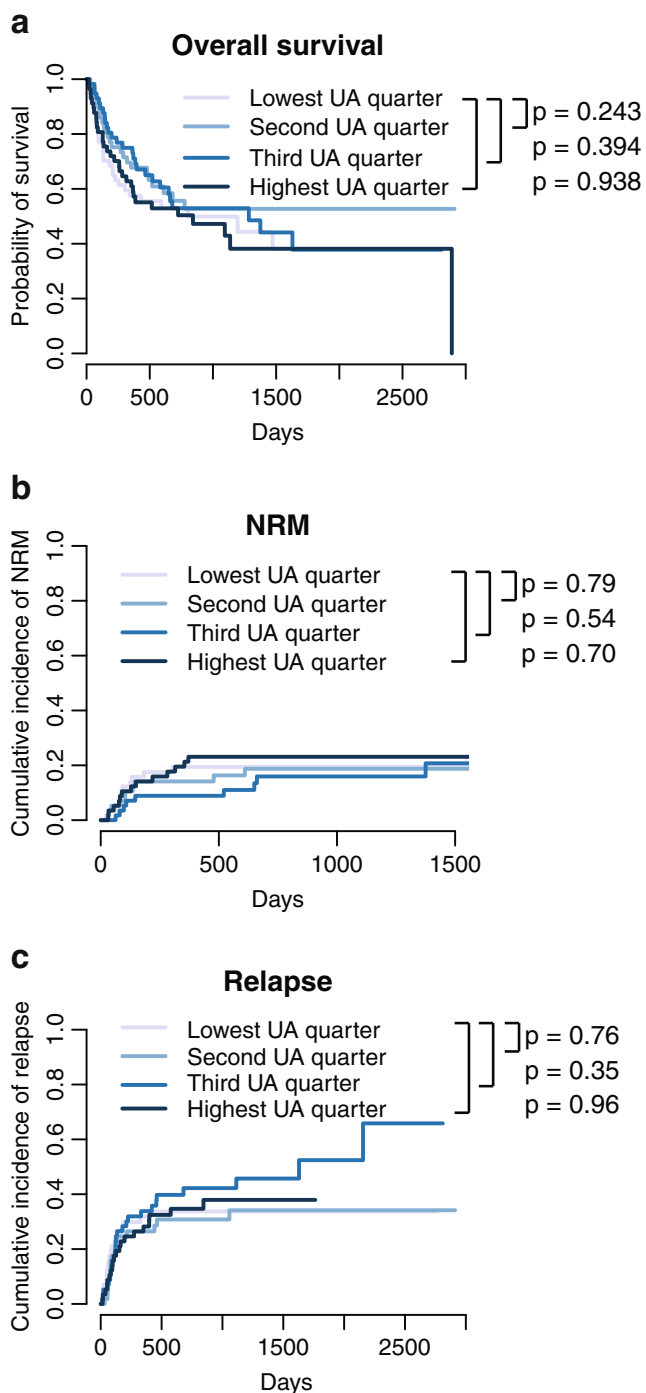 a
Overall survival
Probability of survival
1.0
0.8
0.6
0.4
0.2
0.0
Lowest UA quarter
Second UA quarter
Third UA quarter
Highest UA quarter
p = 0.243
p = 0.394
p = 0.938
0 500 1500 2500
Days
b
NRM
Cumulative incidence of NRM
1.0
0.8
0.6
0.4
0.2
0.0
Lowest UA quarter
Second UA quarter
Third UA quarter
Highest UA quarter
p = 0.79
p = 0.54
p = 0.70
0 500 1000 1500
Days
c
Relapse
Cumulative incidence of relapse
1.0
0.8
0.6
0.4
0.2
0.0
Lowest UA quarter
Second UA quarter
Third UA quarter
Highest UA quarter
p = 0.76
p = 0.35
p = 0.96
0 500 1500 2500
Days